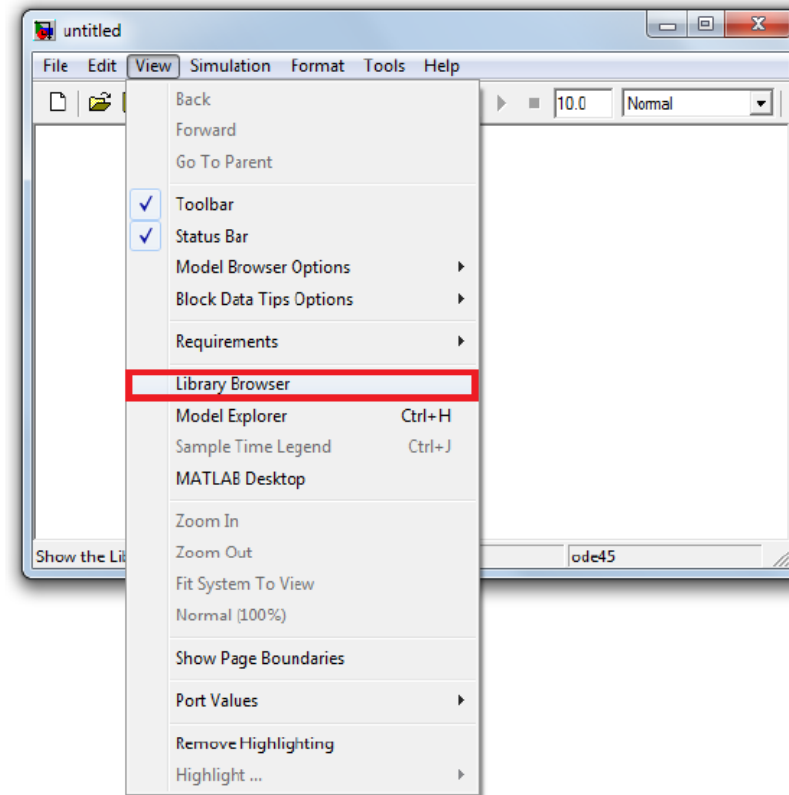 untitled
File Edit View Simulation Format Tools Help
10.0 Normal
Back
Forward
Go To Parent
Toolbar
Status Bar
Model Browser Options
Block Data Tips Options
Requirements
Library Browser
Model Explorer Ctrl+H
Sample Time Legend Ctrl+J
MATLAB Desktop
Zoom In
Show the Lib ode45
Zoom Out
Fit System To View
Normal (100%)
Show Page Boundaries
Port Values
Remove Highlighting
Highlight ...